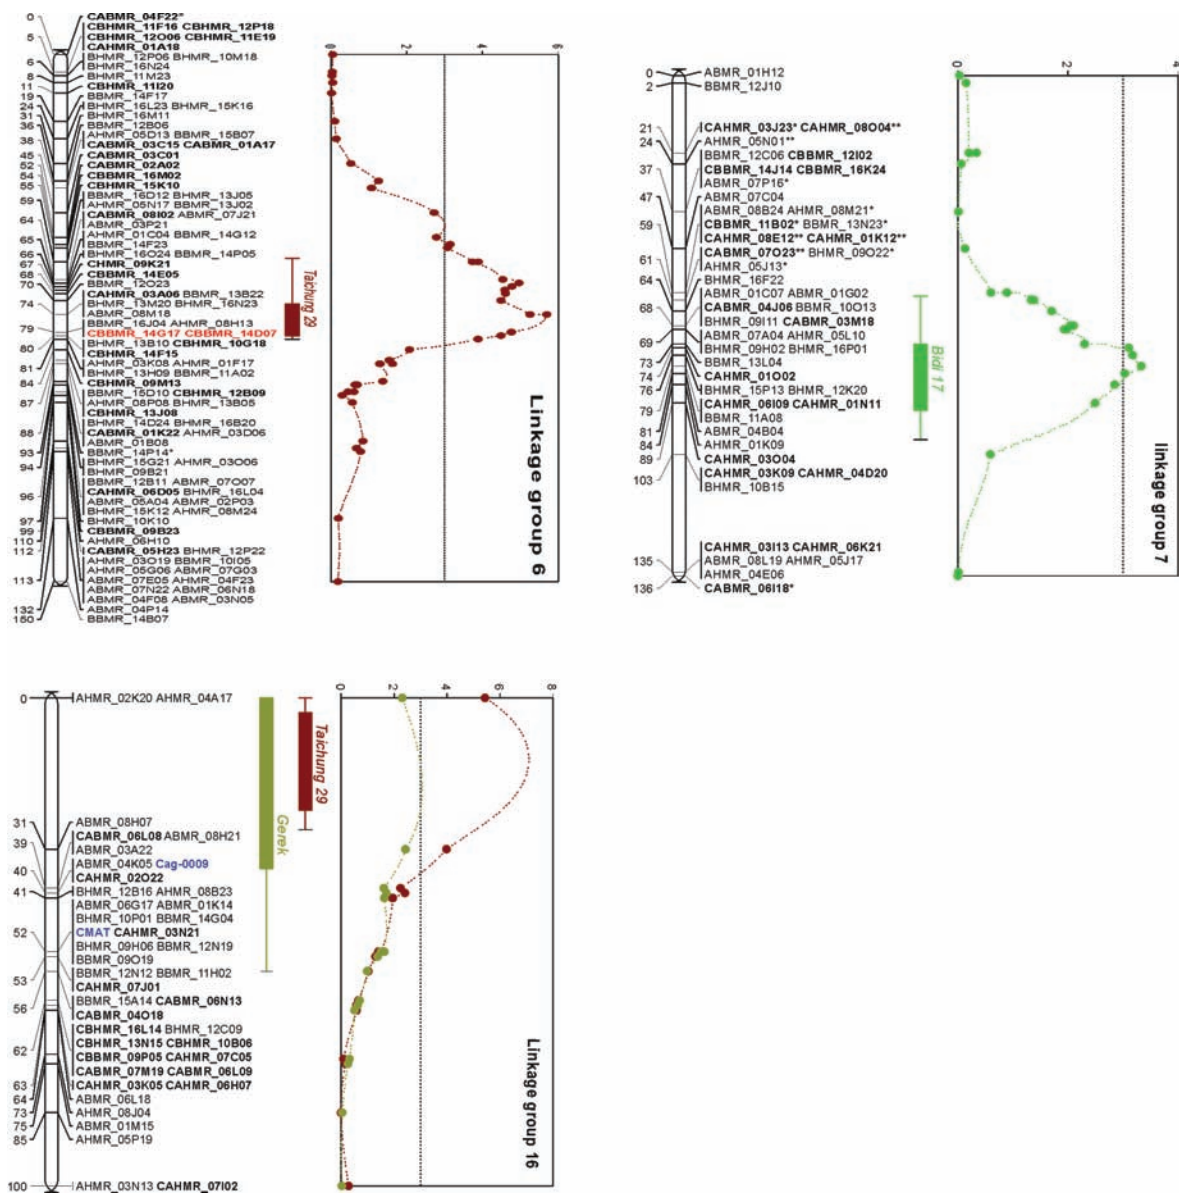 0 CABMR_04F22*
CBHMR_11F16 CBHMR_12P18
5 CBHMR_12O06 CBHMR_11E19
CAHMR_01A18
BHMR_12P06 BHMR_10M18
6 BHMR_16N24
8 BHMR_11M23
11 CBHMR_11I20
19 BBMR_14F17
24 BHMR_16L23 BHMR_15K16
31 BHMR_16M11
36 BBMR_12B06
38 AHMR_05D13 BBMR_15B07
CABMR_03C15 CABMR_01A17
45 CABMR_03C01
52 CABMR_02A02
54 CBBMR_16M02
55 CBHMR_15K10
BBMR_16D12 BHMR_13J05
59 AHMR_05N17 BBMR_13J02
CABMR_08I02 ABMR_07J21
64 ABMR_03P21
ABMR_01C04 BBMR_14G12
65 BBMR_14F23
66 BBMR_16O24 BBMR_14P05
67 CHMR_09K21
68 CBBMR_14E05
70 BBMR_12O23
CAHMR_03A06 BBMR_13B22
74 BHMR_13M20 BHMR_16N23
ABMR_08M18
BBMR_16J04 AHMR_08H13
79 CBBMR_14G17 CBBMR_14D07
BHMR_13B10 CBHMR_10G18
80 CBHMR_14F15
81 AHMR_03K08 AHMR_01F17
BHMR_13H09 BBMR_11A02
84 CBHMR_09M13
BBMR_15D10 CBHMR_12B09
87 AHMR_08P08 BHMR_13B05
CBHMR_13J08
BHMR_14D24 BBMR_16B20
88 CABMR_01K22 AHMR_03D06
ABMR_01B08
93 BBMR_14P14*
94 BHMR_15G21 AHMR_03O06
BHMR_09B21
BBMR_12B11 ABMR_07O07
CAHMR_06D05 BHMR_16L04
96 ABMR_05A04 ABMR_02P03
BHMR_15K12 AHMR_08M24
97 BHMR_10K10
99 CBBMR_09B23
110 AHMR_06H10
112 CABMR_05H23 BHMR_12P22
AHMR_03O19 BBMR_10I05
ABMR_05G06 ABMR_07G03
113 ABMR_07E05 AHMR_04F23
ABMR_07N22 ABMR_06N18
ABMR_04F08 ABMR_03N05
132 ABMR_04P14
150 BBMR_14B07
0 2 4 6
Taichung 29
Linkage group 6
0 ABMR_01H12
2 BBMR_12J10
21 CAHMR_03J23* CAHMR_08O04**
24 AHMR_05N01**
BBMR_12C06 CBBMR_12I02
37 CBBMR_14J14 CBBMR_16K24
ABMR_07P16*
47 ABMR_07C04
ABMR_08B24 AHMR_08M21*
59 CBBMR_11B02* BBMR_13N23*
CAHMR_08E12** CAHMR_01K12**
61 CABMR_07O23** BHMR_09O22*
AHMR_05J13*
64 BHMR_16F22
ABMR_01C07 ABMR_01G02
68 CABMR_04J06 BBMR_10O13
BHMR_09I11 CABMR_03M18
69 ABMR_07A04 AHMR_05L10
BHMR_09H02 BHMR_16P01
73 BBMR_13L04
74 CAHMR_01O02
76 BHMR_15P13 BHMR_12K20
79 CAHMR_06I09 CAHMR_01N11
BBMR_11A08
81 ABMR_04B04
84 AHMR_01K09
89 CAHMR_03O04
103 CAHMR_03K09 CAHMR_04D20
BHMR_10B15
CAHMR_03I13 CAHMR_06K21
135 ABMR_08L19 AHMR_05J17
AHMR_04E06
136 CABMR_06I18*
0 2 4
Bidi 17
linkage group 7
0 AHMR_02K20 AHMR_04A17
31 ABMR_08H07
CABMR_06L08 ABMR_08H21
39 ABMR_03A22
ABMR_04K05 Cag-0009
40 CAHMR_02O22
41 BHMR_12B16 AHMR_08B23
ABMR_06G17 ABMR_01K14
BHMR_10P01 BBMR_14G04
52 CMAT CAHMR_03N21
BHMR_09H06 BBMR_12N19
BBMR_09O19
53 BBMR_12N12 BBMR_11H02
CAHMR_07J01
56 BBMR_15A14 CABMR_06N13
CABMR_04O18
CBHMR_16L14 BHMR_12C09
62 CBHMR_13N15 CBHMR_10B06
CBBMR_09P05 CAHMR_07C05
CABMR_07M19 CABMR_06L09
63 CAHMR_03K05 CAHMR_06H07
64 ABMR_06L18
73 AHMR_08J04
75 ABMR_01M15
85 AHMR_05P19
100 AHMR_03N13 CAHMR_07I02
0 2 4 6 8
Gerek
Taichung 29
Linkage group 16